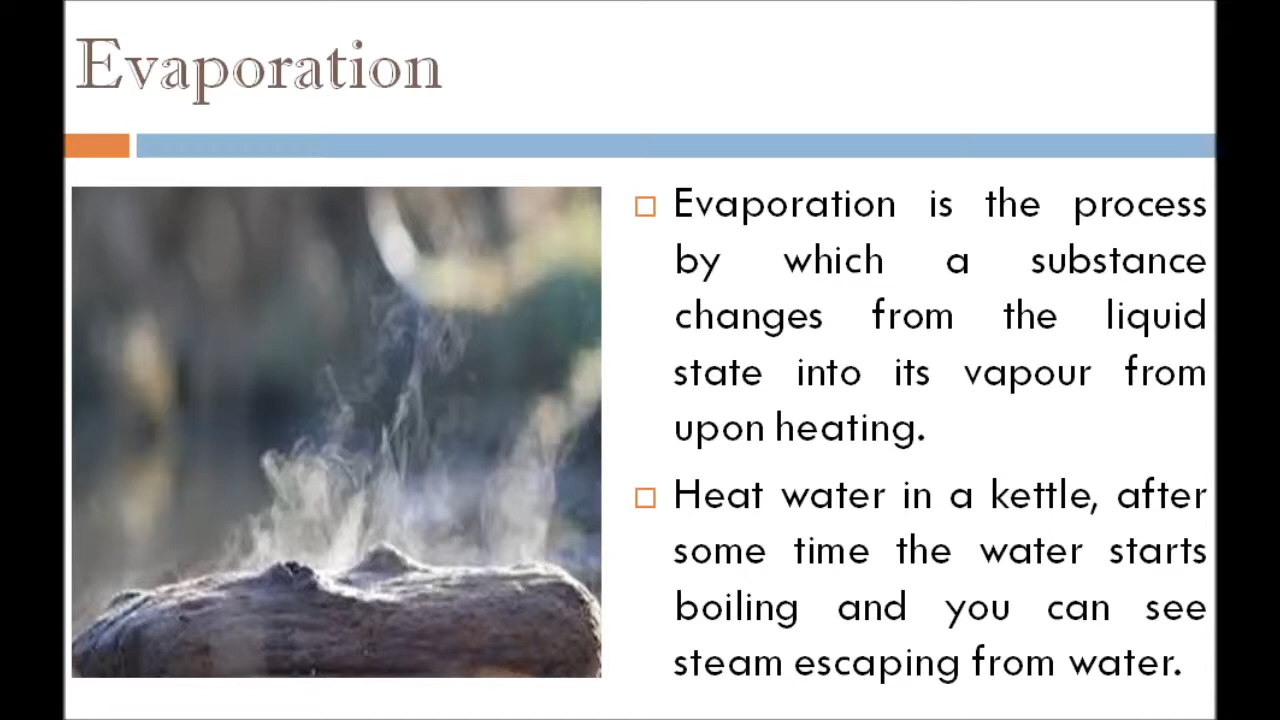 Evaporation
Evaporation is the process
by which a substance
changes from the liquid
state into its vapour from
upon heating.
Heat water in a kettle, after
some time the water starts
boiling and you can see
steam escaping from water.